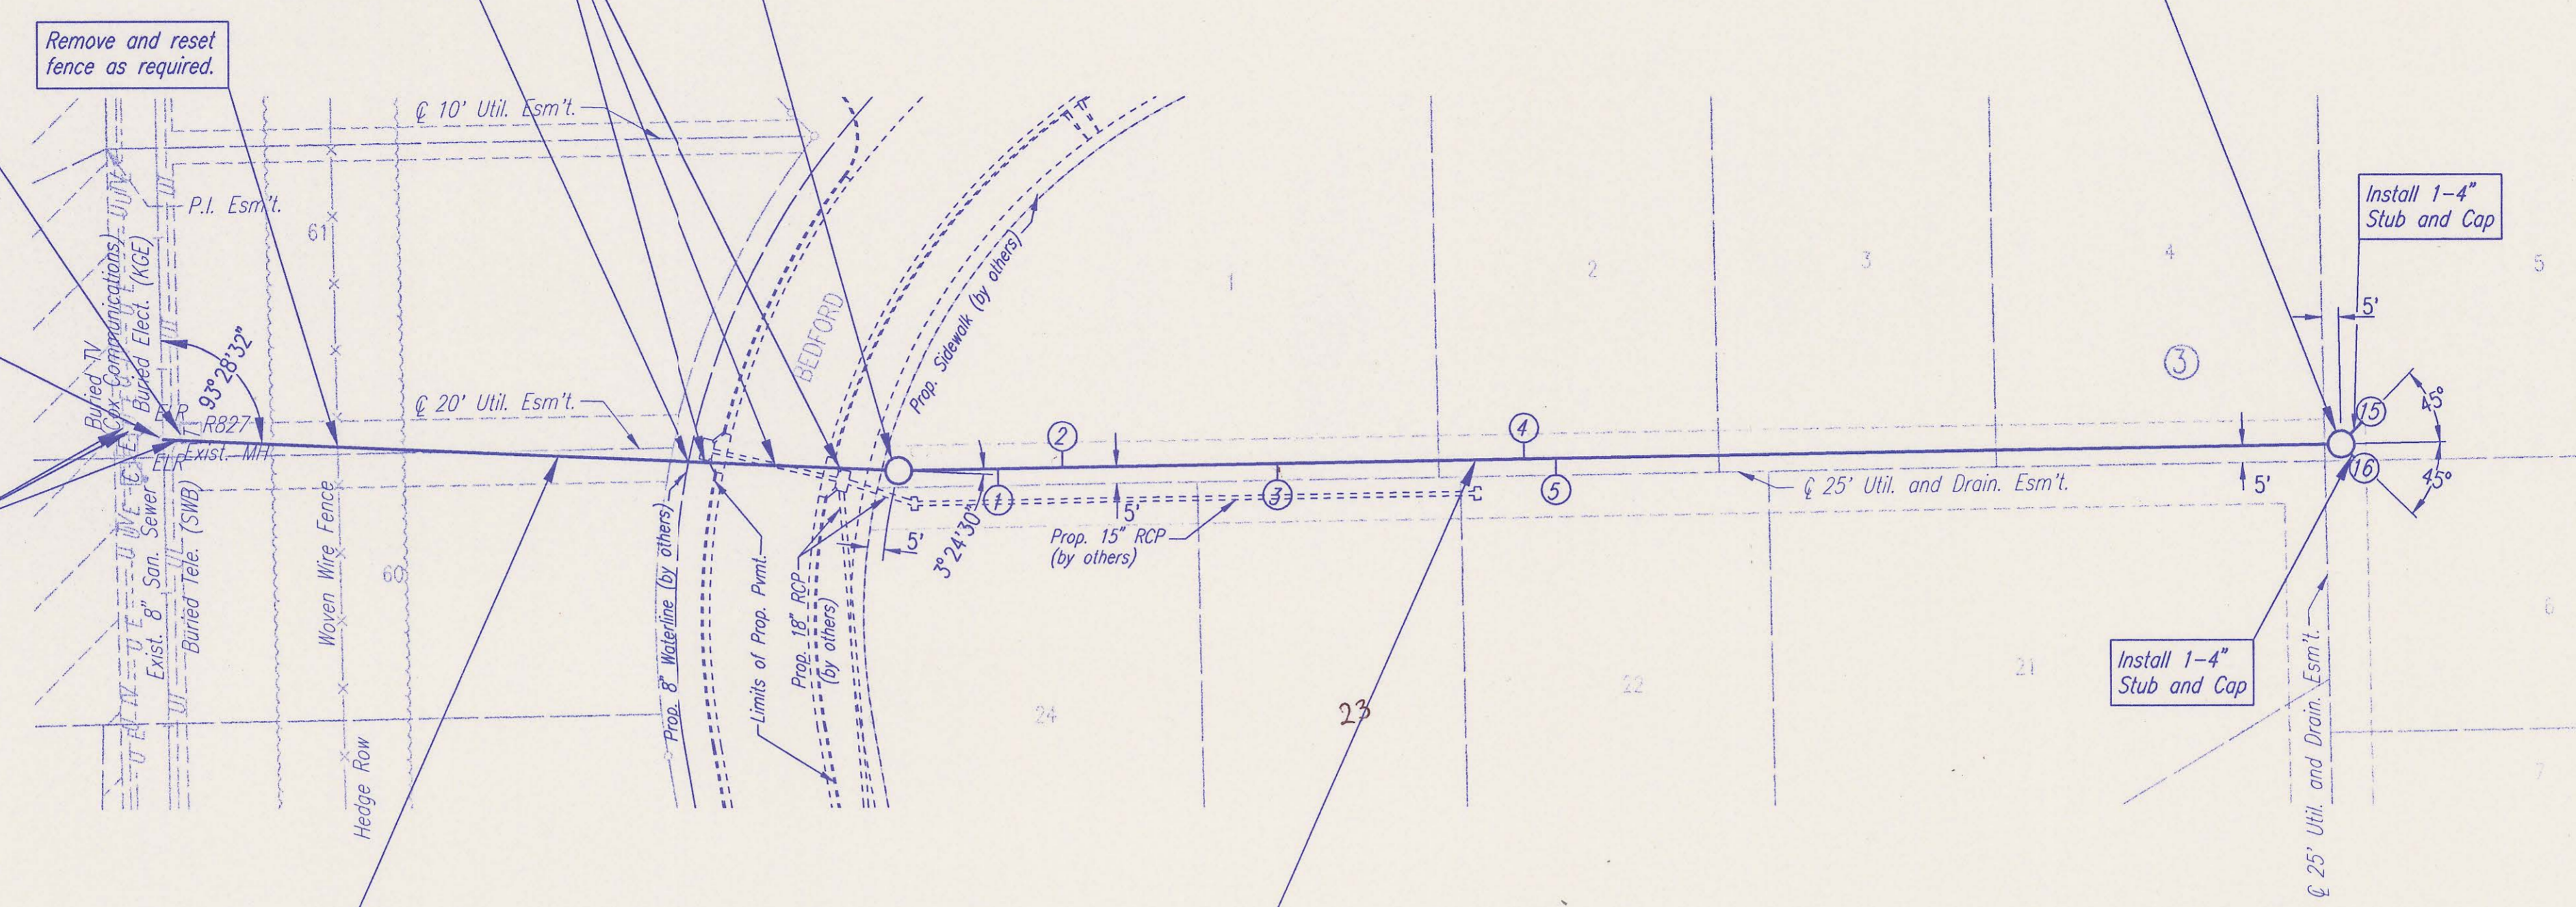 Remove and reset
fence as required.
℄ 10' Util. Esm't.
P.I. Esm't.
61
Buried TV
(Cox Communications)
Buried Elect. (KGE)
93°28'32"
R827
Exist. MH
ELR
ELR
℄ 20' Util. Esm't.
Exist. 8" San. Sewer
Buried Tele. (SWB)
Woven Wire Fence
Hedge Row
Prop. 8" Waterline (by others)
Limits of Prop. Pvmt.
Prop. 18" RCP
(by others)
BEDFORD
Prop. Sidewalk (by others)
5'
3°24'30"
1
2
3
4
5
1
2
3
4
5
5'
Prop. 15" RCP
(by others)
℄ 25' Util. and Drain. Esm't.
24
23
22
21
3
Install 1-4"
Stub and Cap
5'
15
45°
16
45°
5'
Install 1-4"
Stub and Cap
℄ 25' Util. and Drain. Esm't.
6
7